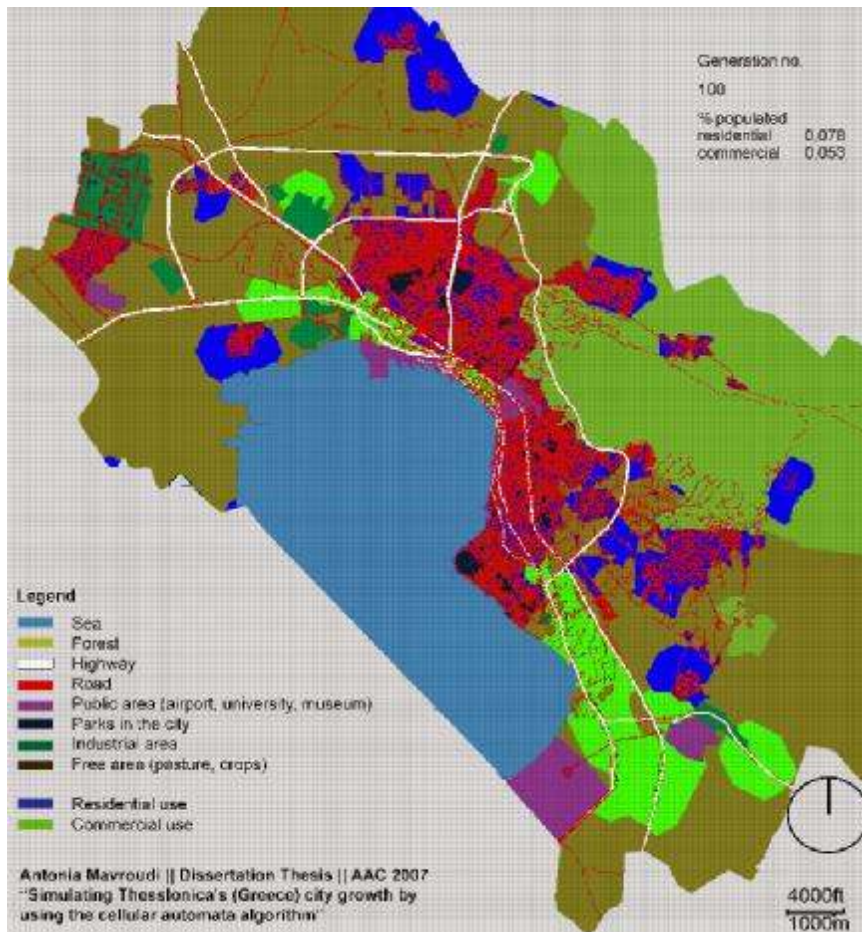 Generation no.
100
% populated
residential 0,078
commercial 0,053
Legend
Sea
Forest
Highway
Road
Public area (airport, university, museum)
Parks in the city
Industrial area
Free area (pasture, crops)
Residential use
Commercial use
Antonia Mavroudi || Dissertation Thesis || AAC 2007
"Simulating Thesslonica's (Greece) city growth by
using the cellular automata algorithm"
4000ft
1000m